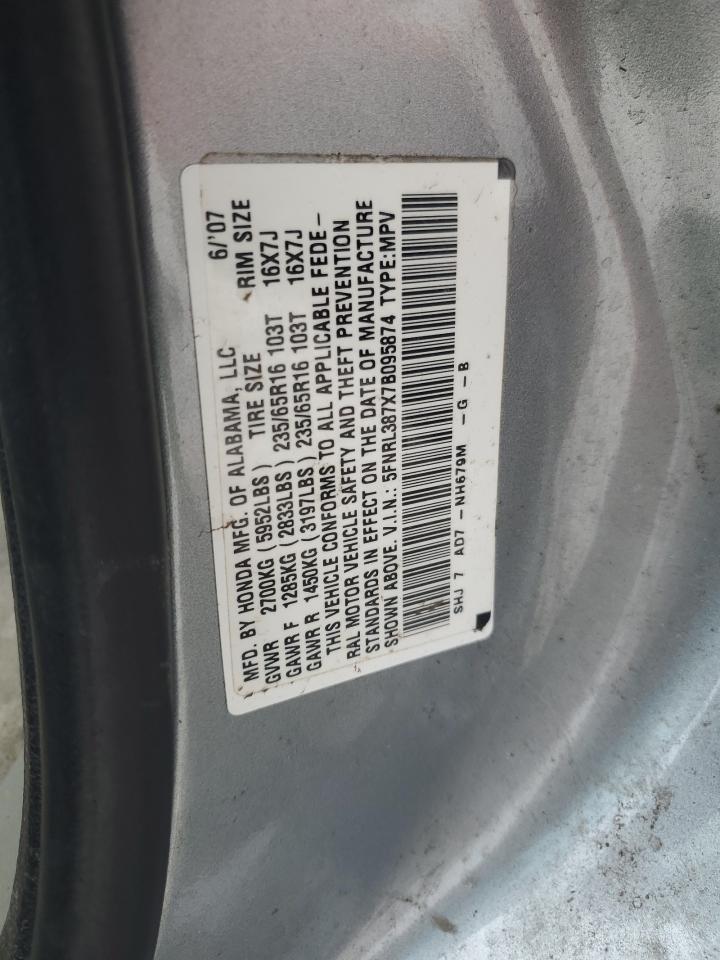 MFD. BY HONDA MFG. OF ALABAMA, LLC 6/'07
GVWR 2700KG (5952LBS) TIRE SIZE RIM SIZE
GAWR F 1285KG (2833LBS) 235/65R16 103T 16X7J
GAWR R 1450KG (3197LBS) 235/65R16 103T 16X7J
THIS VEHICLE CONFORMS TO ALL APPLICABLE FEDE-
RAL MOTOR VEHICLE SAFETY AND THEFT PREVENTION
STANDARDS IN EFFECT ON THE DATE OF MANUFACTURE
SHOWN ABOVE. V.I.N.: 5FNRL387X7B095874 TYPE:MPV
SHJ 7 AD7 -NH679M -G -B